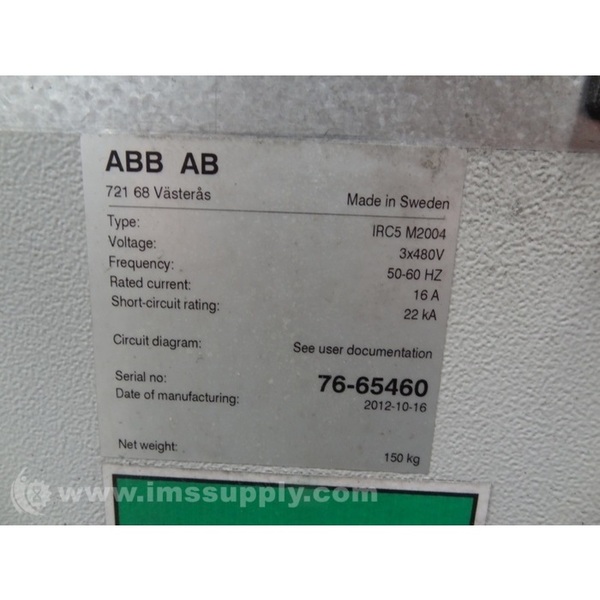 ABB AB
721 68 Västerås Made in Sweden
Type: IRC5 M2004
Voltage: 3x480V
Frequency: 50-60 HZ
Rated current: 16 A
Short-circuit rating: 22 kA
Circuit diagram: See user documentation
Serial no: 76-65460
Date of manufacturing: 2012-10-16
Net weight: 150 kg
www.imssupply.com